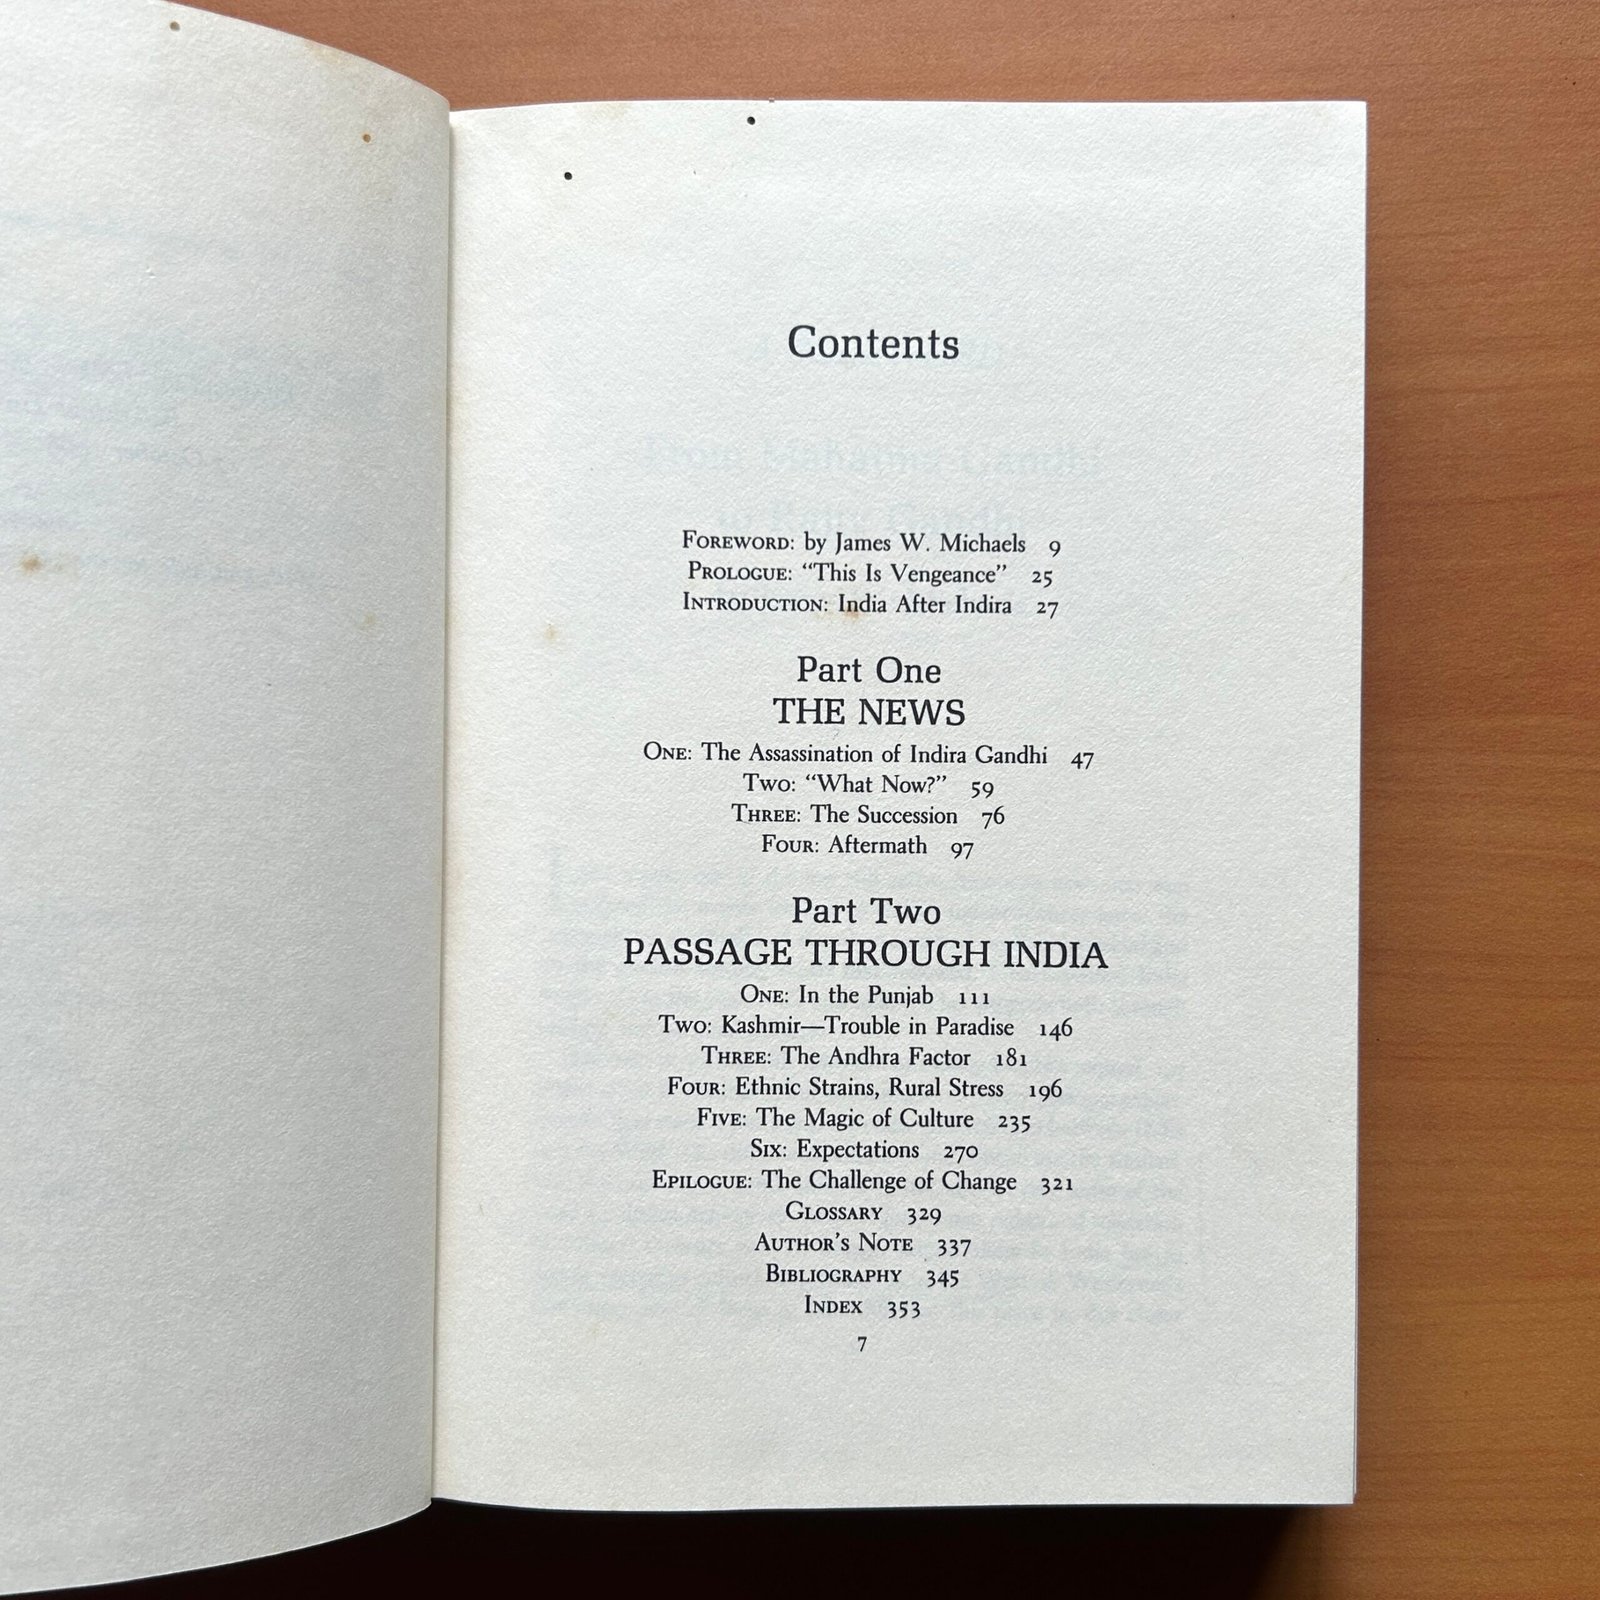 Contents
FOREWORD: by James W. Michaels 9
PROLOGUE: “This Is Vengeance” 25
INTRODUCTION: India After Indira 27
Part One
THE NEWS
ONE: The Assassination of Indira Gandhi 47
TWO: “What Now?” 59
THREE: The Succession 76
FOUR: Aftermath 97
Part Two
PASSAGE THROUGH INDIA
ONE: In the Punjab 111
TWO: Kashmir—Trouble in Paradise 146
THREE: The Andhra Factor 181
FOUR: Ethnic Strains, Rural Stress 196
FIVE: The Magic of Culture 235
SIX: Expectations 270
EPILOGUE: The Challenge of Change 321
GLOSSARY 329
AUTHOR’S NOTE 337
BIBLIOGRAPHY 345
INDEX 353
7